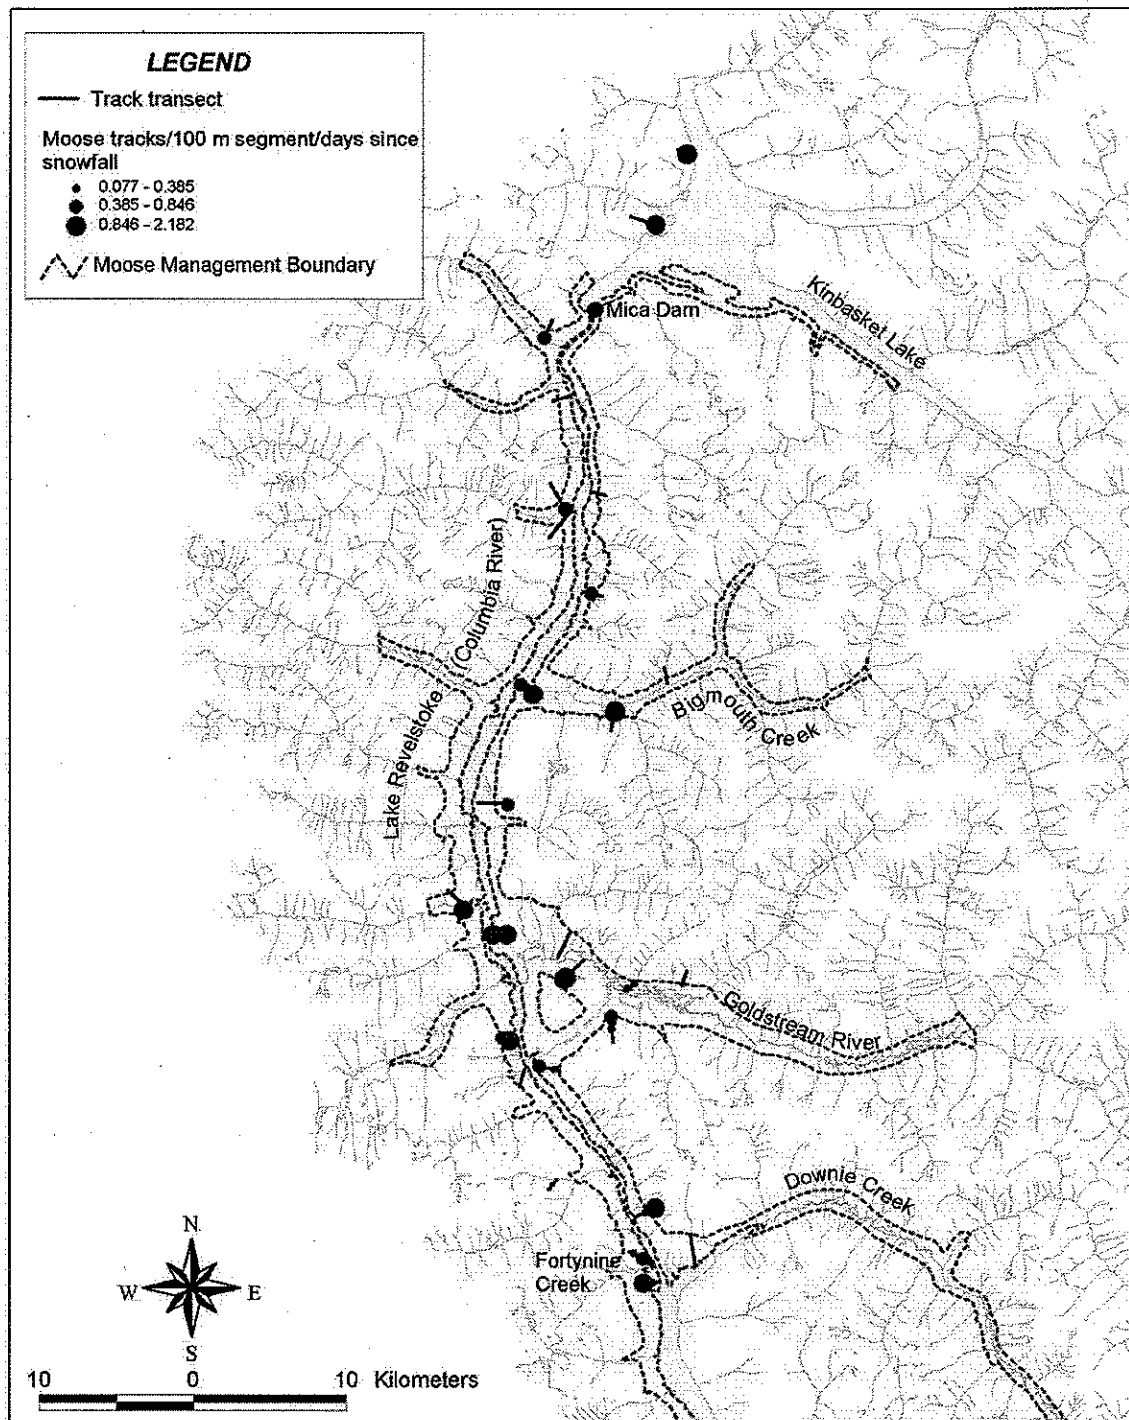 LEGEND
Track transect
Moose tracks/100 m segment/days since
snowfall
0.077 - 0.385
0.385 - 0.846
0.846 - 2.182
Moose Management Boundary
Mica Dam
Kinbasket Lake
Lake Revelstoke (Columbia River)
Bigmouth Creek
Goldstream River
Downie Creek
Fortynine
Creek
N
W E
S
10 0 10 Kilometers